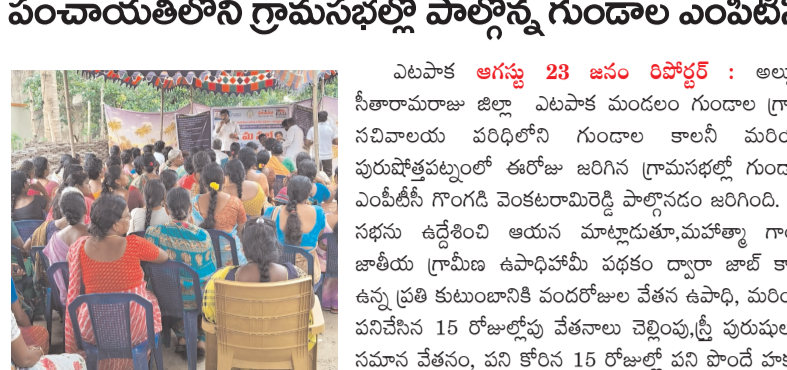 పంచాయతీలోని గ్రామసభల్లో పాల్గొన్న గుండాల ఎంపిటిసి
ఎటపాక ఆగస్టు 23 జనం రిపోర్టర్ : అల్లు
సీతారామరాజు జిల్లా ఎటపాక మండలం గుండాల గ్రా
సచివాలయ పరిధిలోని గుండాల కాలనీ మరి
పురుషోత్తపట్నంలో ఈరోజు జరిగిన గ్రామసభల్లో గుండా
ఎంపీటీసీ గొంగడి వెంకటరామిరెడ్డి పాల్గొనడం జరిగింది.
సభను ఉద్దేశించి ఆయన మాట్లాడుతూ,మహాత్మా గాం
జాతీయ గ్రామీణ ఉపాధిహామీ పథకం ద్వారా జాబ్ కా
ఉన్న ప్రతి కుటుంబానికి వందరోజుల వేతన ఉపాధి, మరి
పనిచేసిన 15 రోజుల్లోపు వేతనాలు చెల్లింపు,స్త్రీ పురుషుల
సమాన వేతనం, పని కోరిన 15 రోజుల్లో పని పొందే హక్